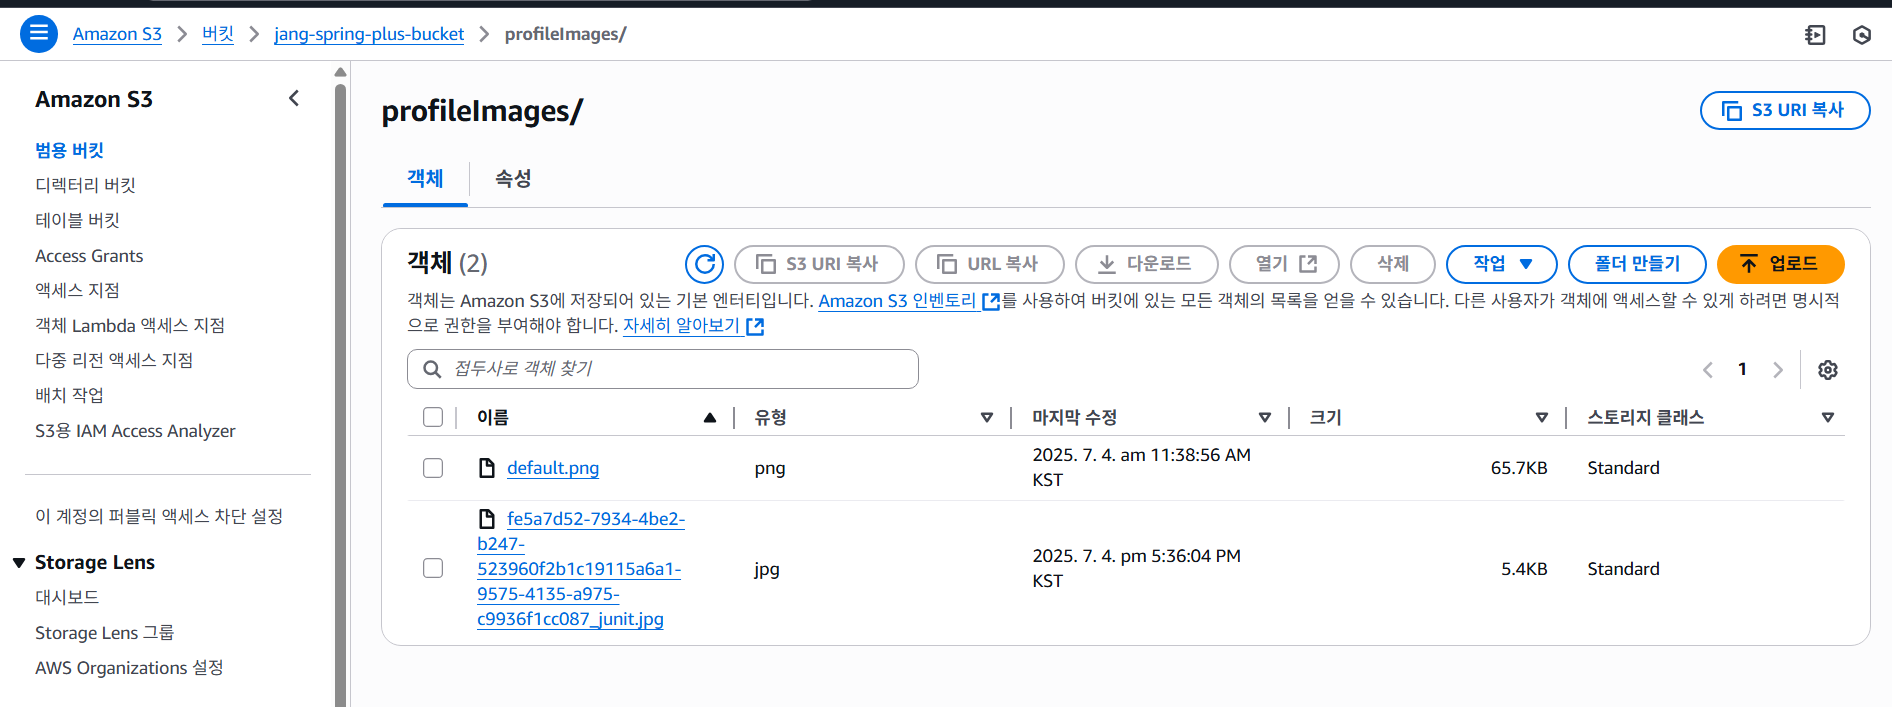 Amazon S3 > 버킷 > jang-spring-plus-bucket > profileImages/
Amazon S3
범용 버킷
디렉터리 버킷
테이블 버킷
Access Grants
액세스 지점
객체 Lambda 액세스 지점
다중 리전 액세스 지점
배치 작업
S3용 IAM Access Analyzer
이 계정의 퍼블릭 액세스 차단 설정
Storage Lens
대시보드
Storage Lens 그룹
AWS Organizations 설정
profileImages/
S3 URI 복사
객체 속성
객체 (2)
S3 URI 복사 URL 복사 다운로드 열기 삭제 작업 폴더 만들기 업로드
객체는 Amazon S3에 저장되어 있는 기본 엔터티입니다. Amazon S3 인벤토리를 사용하여 버킷에 있는 모든 객체의 목록을 얻을 수 있습니다. 다른 사용자가 객체에 액세스할 수 있게 하려면 명시적
으로 권한을 부여해야 합니다. 자세히 알아보기
접두사로 객체 찾기
1
이름 유형 마지막 수정 크기 스토리지 클래스
default.png png 2025. 7. 4. am 11:38:56 AM 65.7KB Standard
KST
fe5a7d52-7934-4be2-
b247-
523960f2b1c19115a6a1-
9575-4135-a975-
c9936f1cc087_junit.jpg
jpg
2025. 7. 4. pm 5:36:04 PM
KST
5.4KB
Standard